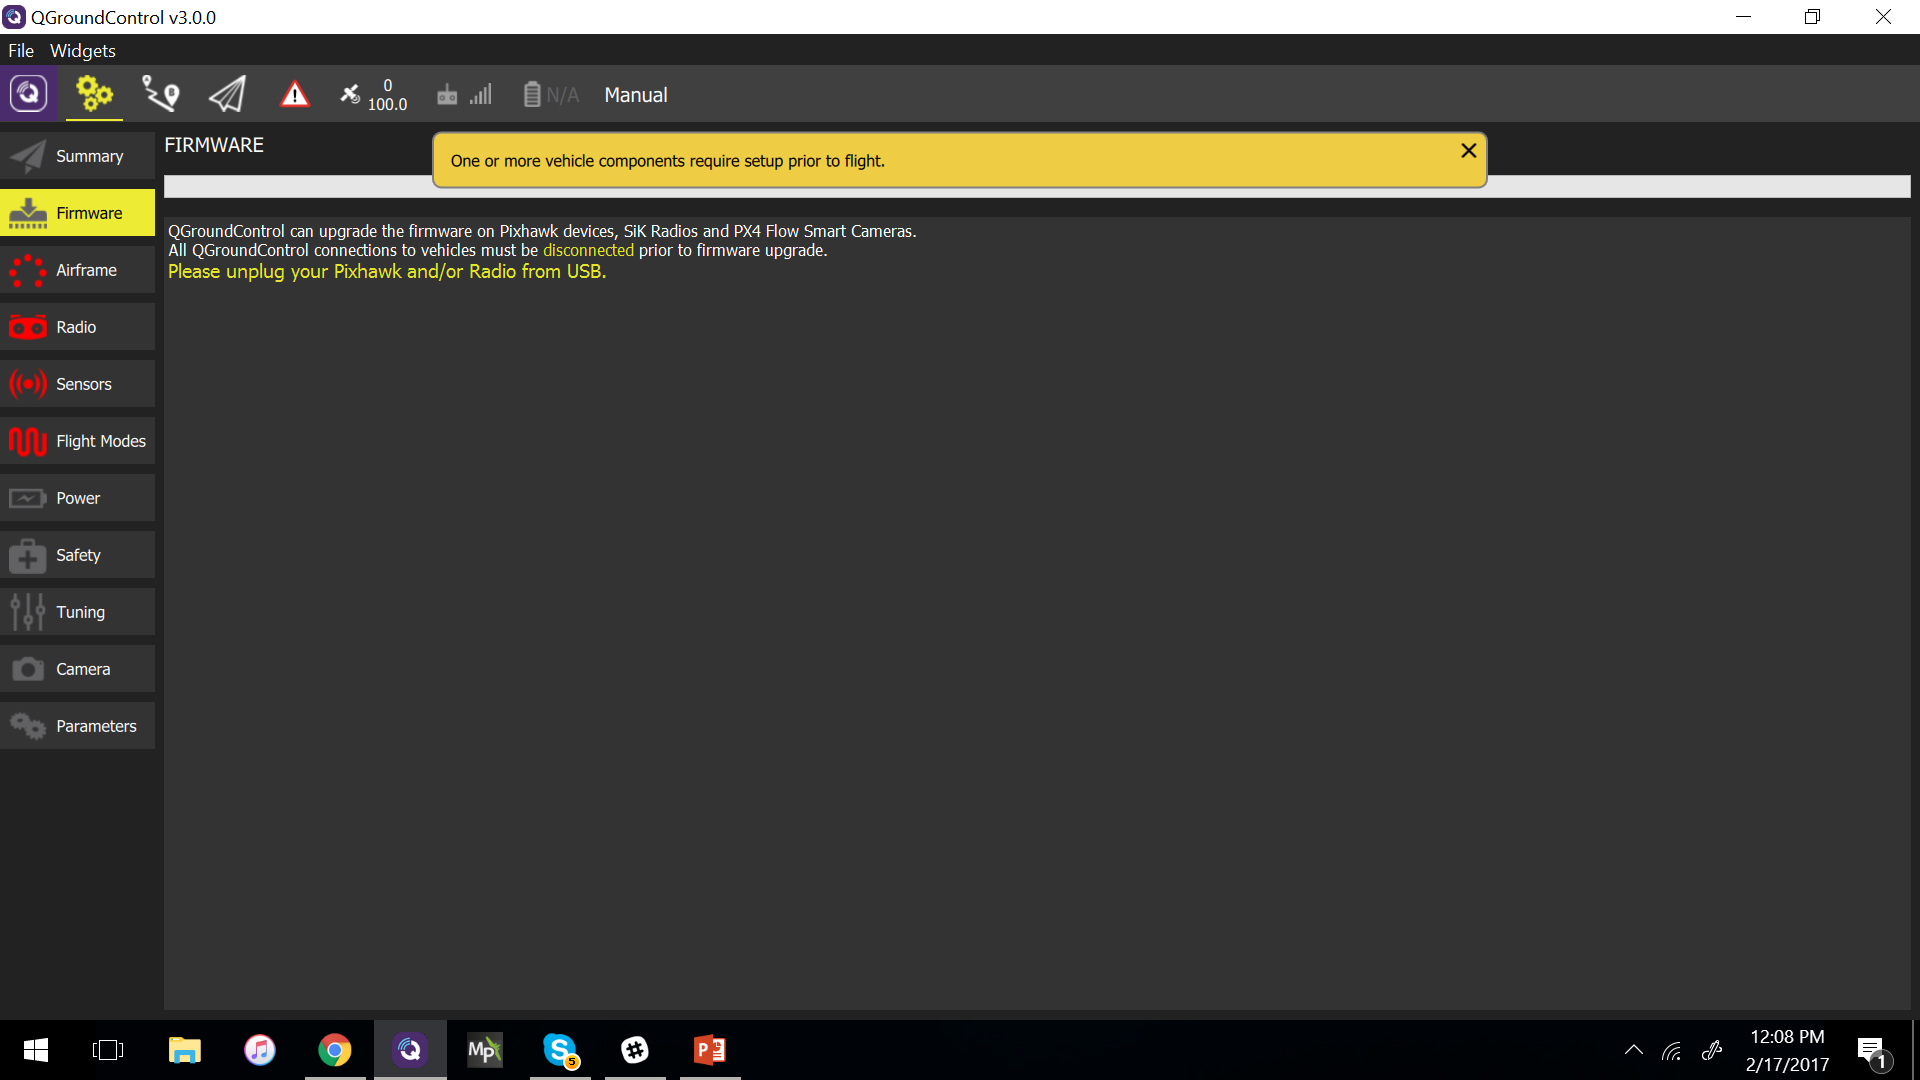 QGroundControl v3.0.0
File Widgets
0
100.0
N/A
Manual
Summary
Firmware
Airframe
Radio
Sensors
Flight Modes
Power
Safety
Tuning
Camera
Parameters
FIRMWARE
One or more vehicle components require setup prior to flight.
QGroundControl can upgrade the firmware on Pixhawk devices, SiK Radios and PX4 Flow Smart Cameras.
All QGroundControl connections to vehicles must be disconnected prior to firmware upgrade.
Please unplug your Pixhawk and/or Radio from USB.
Mp
S
5
P
12:08 PM
2/17/2017
1